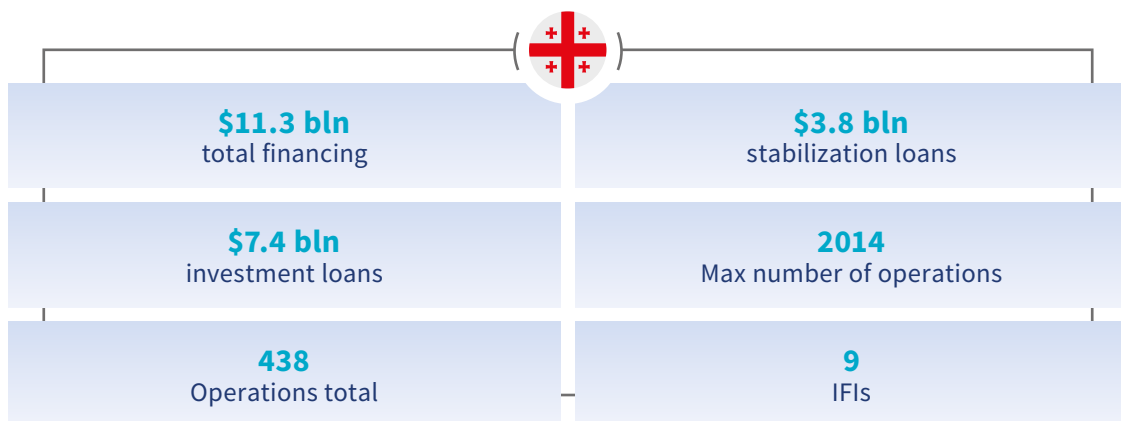 $11.3 bln
total financing
$3.8 bln
stabilization loans
$7.4 bln
investment loans
2014
Max number of operations
438
Operations total
9
IFIs